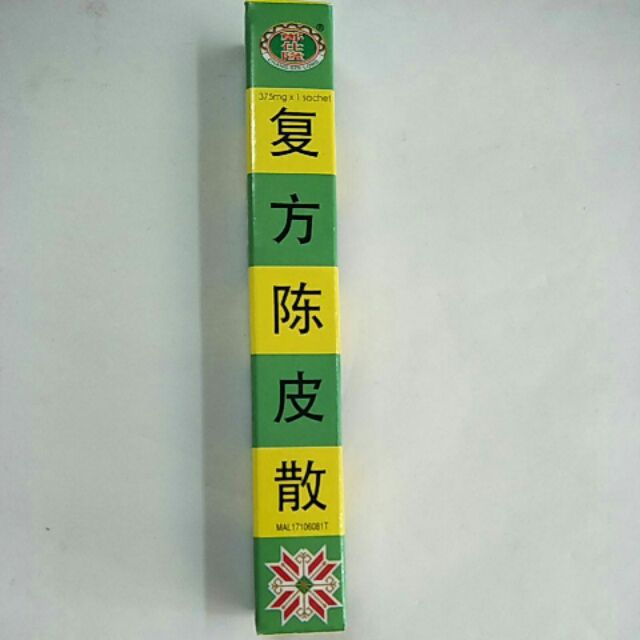 ®
375mg x 1 sachet
复
方
陈
皮
散
MAL17106081T